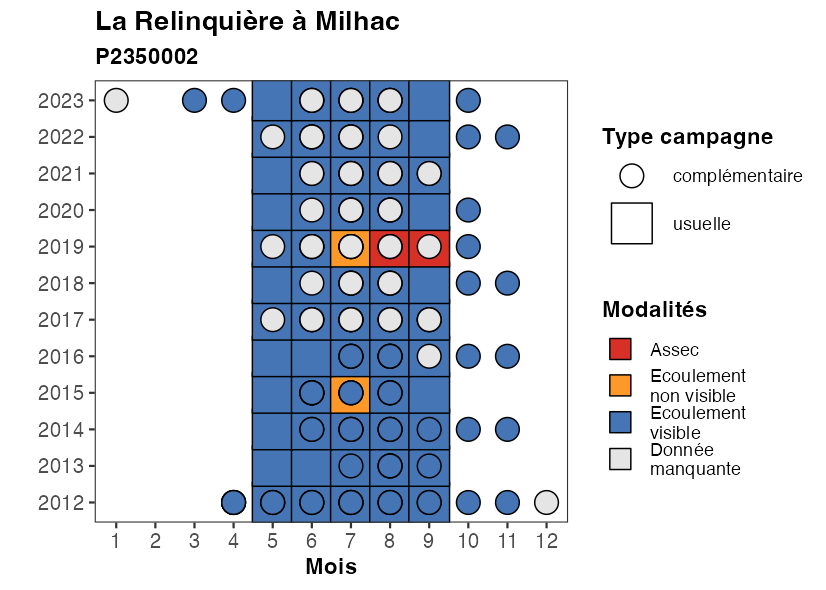 La Relinquière à Milhac
P2350002
2023
2022
2021
2020
2019
2018
2017
2016
2015
2014
2013
2012
1 2 3 4 5 6 7 8 9 10 11 12
Mois
Type campagne
complémentaire
usuelle
Modalités
Assec
Ecoulement
non visible
Ecoulement
visible
Donnée
manquante